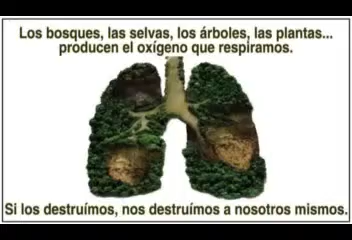 Los bosques, las selvas, los árboles, las plantas...
producen el oxígeno que respiramos.
Si los destruímos, nos destruímos a nosotros mismos.